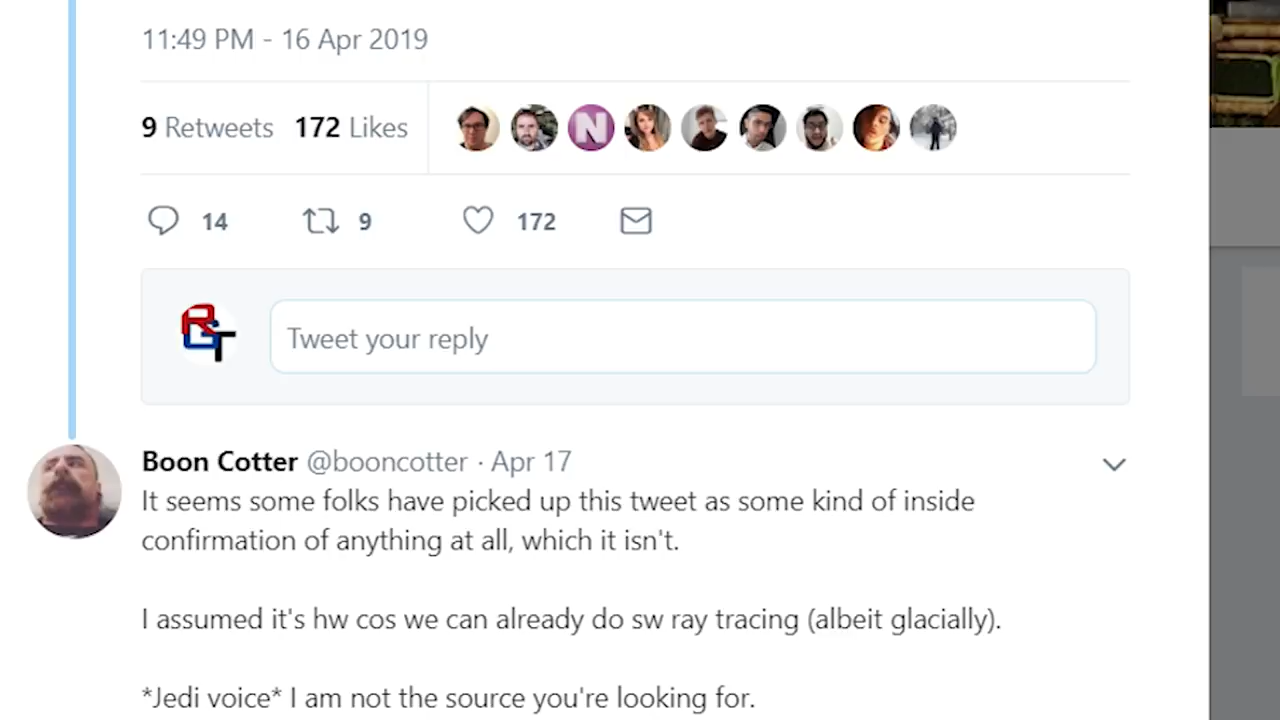 11:49 PM - 16 Apr 2019
9 Retweets 172 Likes
N
14 9 172
RGT
Tweet your reply
Boon Cotter @booncotter · Apr 17
It seems some folks have picked up this tweet as some kind of inside
confirmation of anything at all, which it isn't.
I assumed it's hw cos we can already do sw ray tracing (albeit glacially).
*Jedi voice* I am not the source you're looking for.